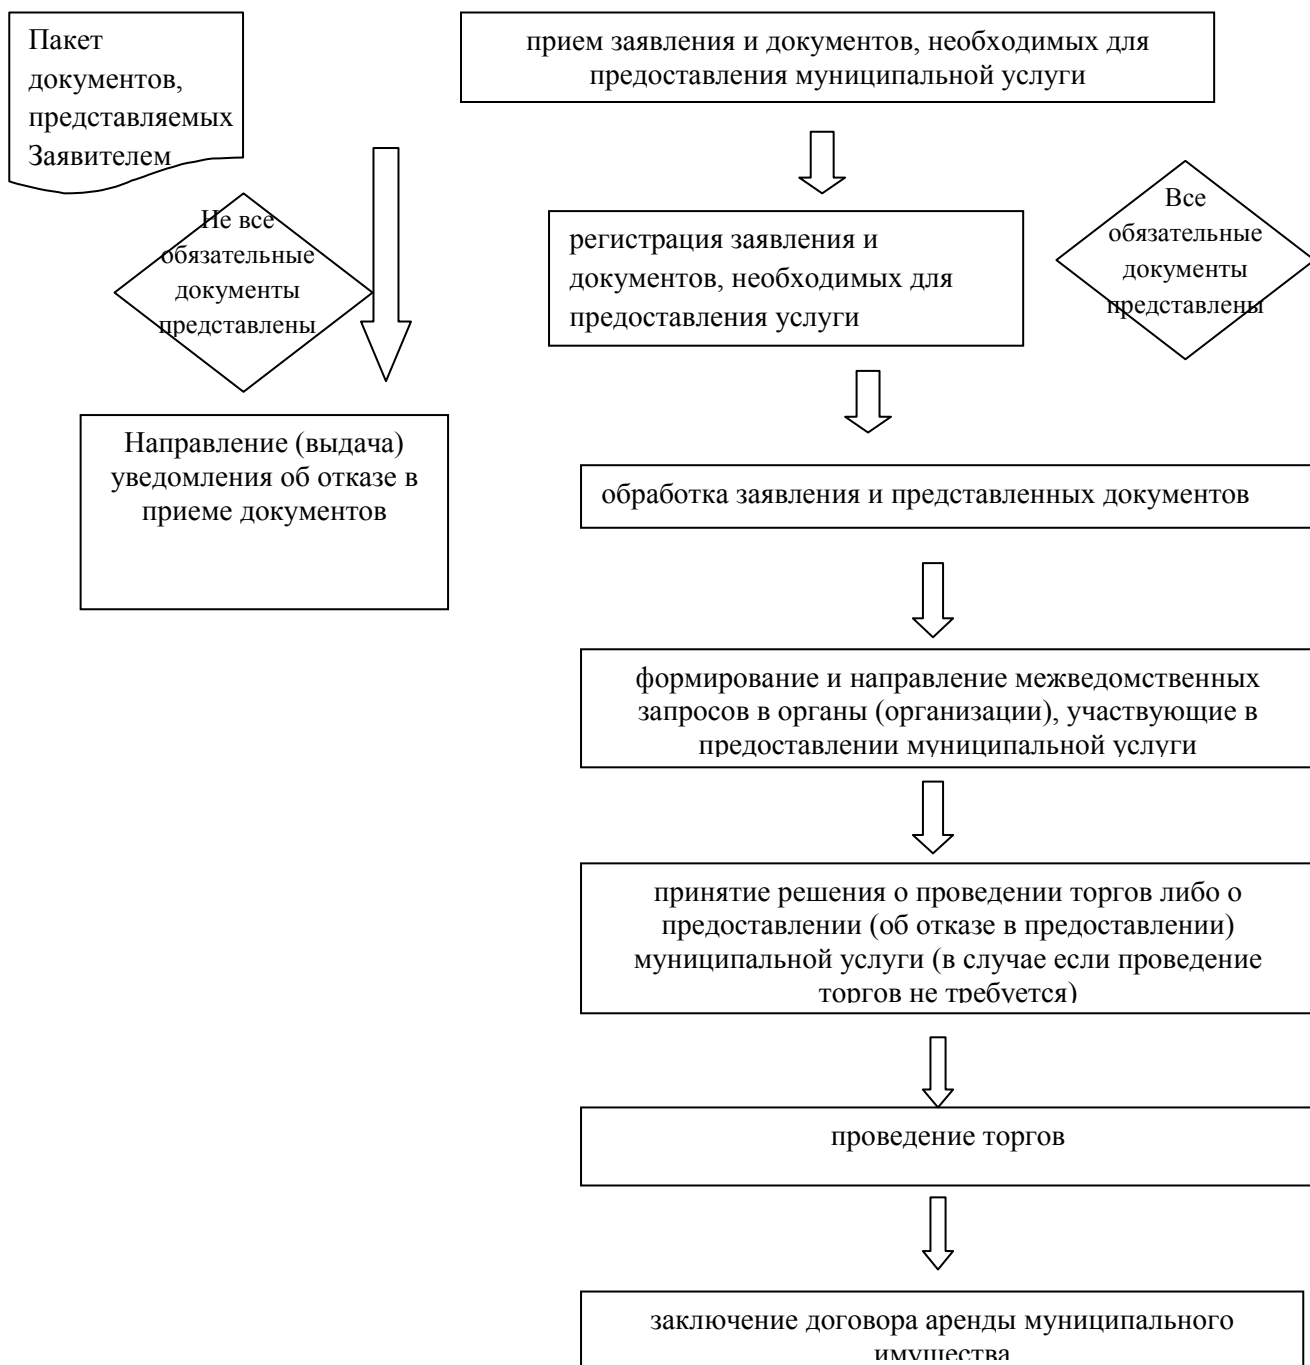 Пакет
документов,
представляемых
Заявителем
прием заявления и документов, необходимых для
предоставления муниципальной услуги
Не все
обязательные
документы
представлены
регистрация заявления и
документов, необходимых для
предоставления услуги
Все
обязательные
документы
представлены
Направление (выдача)
уведомления об отказе в
приеме документов
обработка заявления и представленных документов
формирование и направление межведомственных
запросов в органы (организации), участвующие в
предоставлении муниципальной услуги
принятие решения о проведении торгов либо о
предоставлении (об отказе в предоставлении)
муниципальной услуги (в случае если проведение
торгов не требуется)
проведение торгов
заключение договора аренды муниципального
имущества